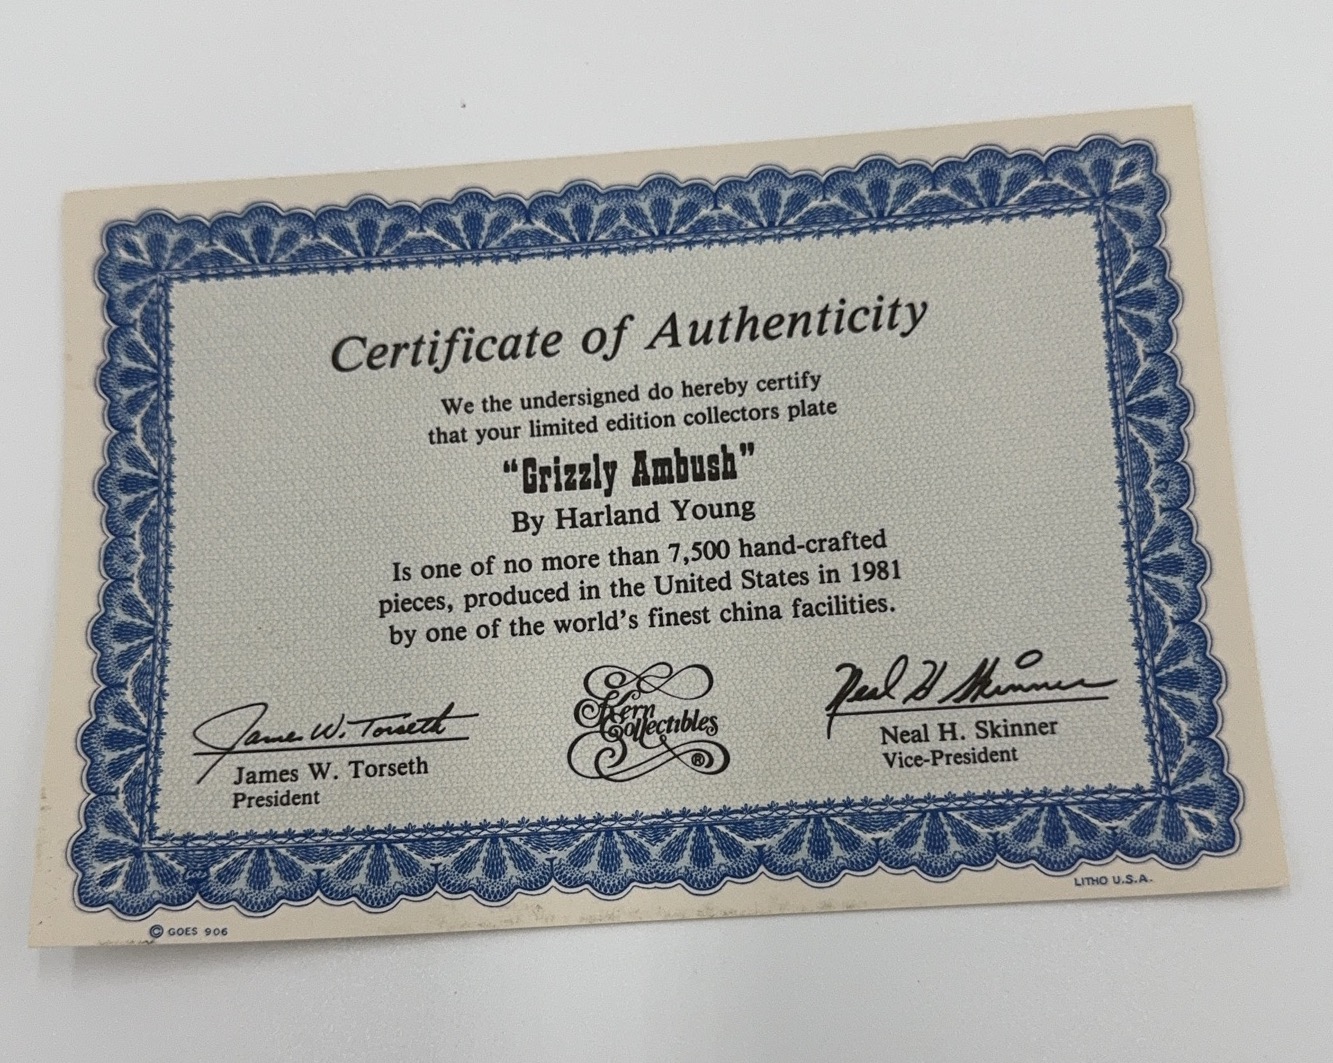 Certificate of Authenticity
We the undersigned do hereby certify
that your limited edition collectors plate
“Grizzly Ambush”
By Harland Young
Is one of no more than 7,500 hand-crafted
pieces, produced in the United States in 1981
by one of the world’s finest china facilities.
James W. Torseth
James W. Torseth
President
Kern
Collectibles
®
Neal H Skinner
Neal H. Skinner
Vice-President
© GOES 906
LITHO U.S.A.